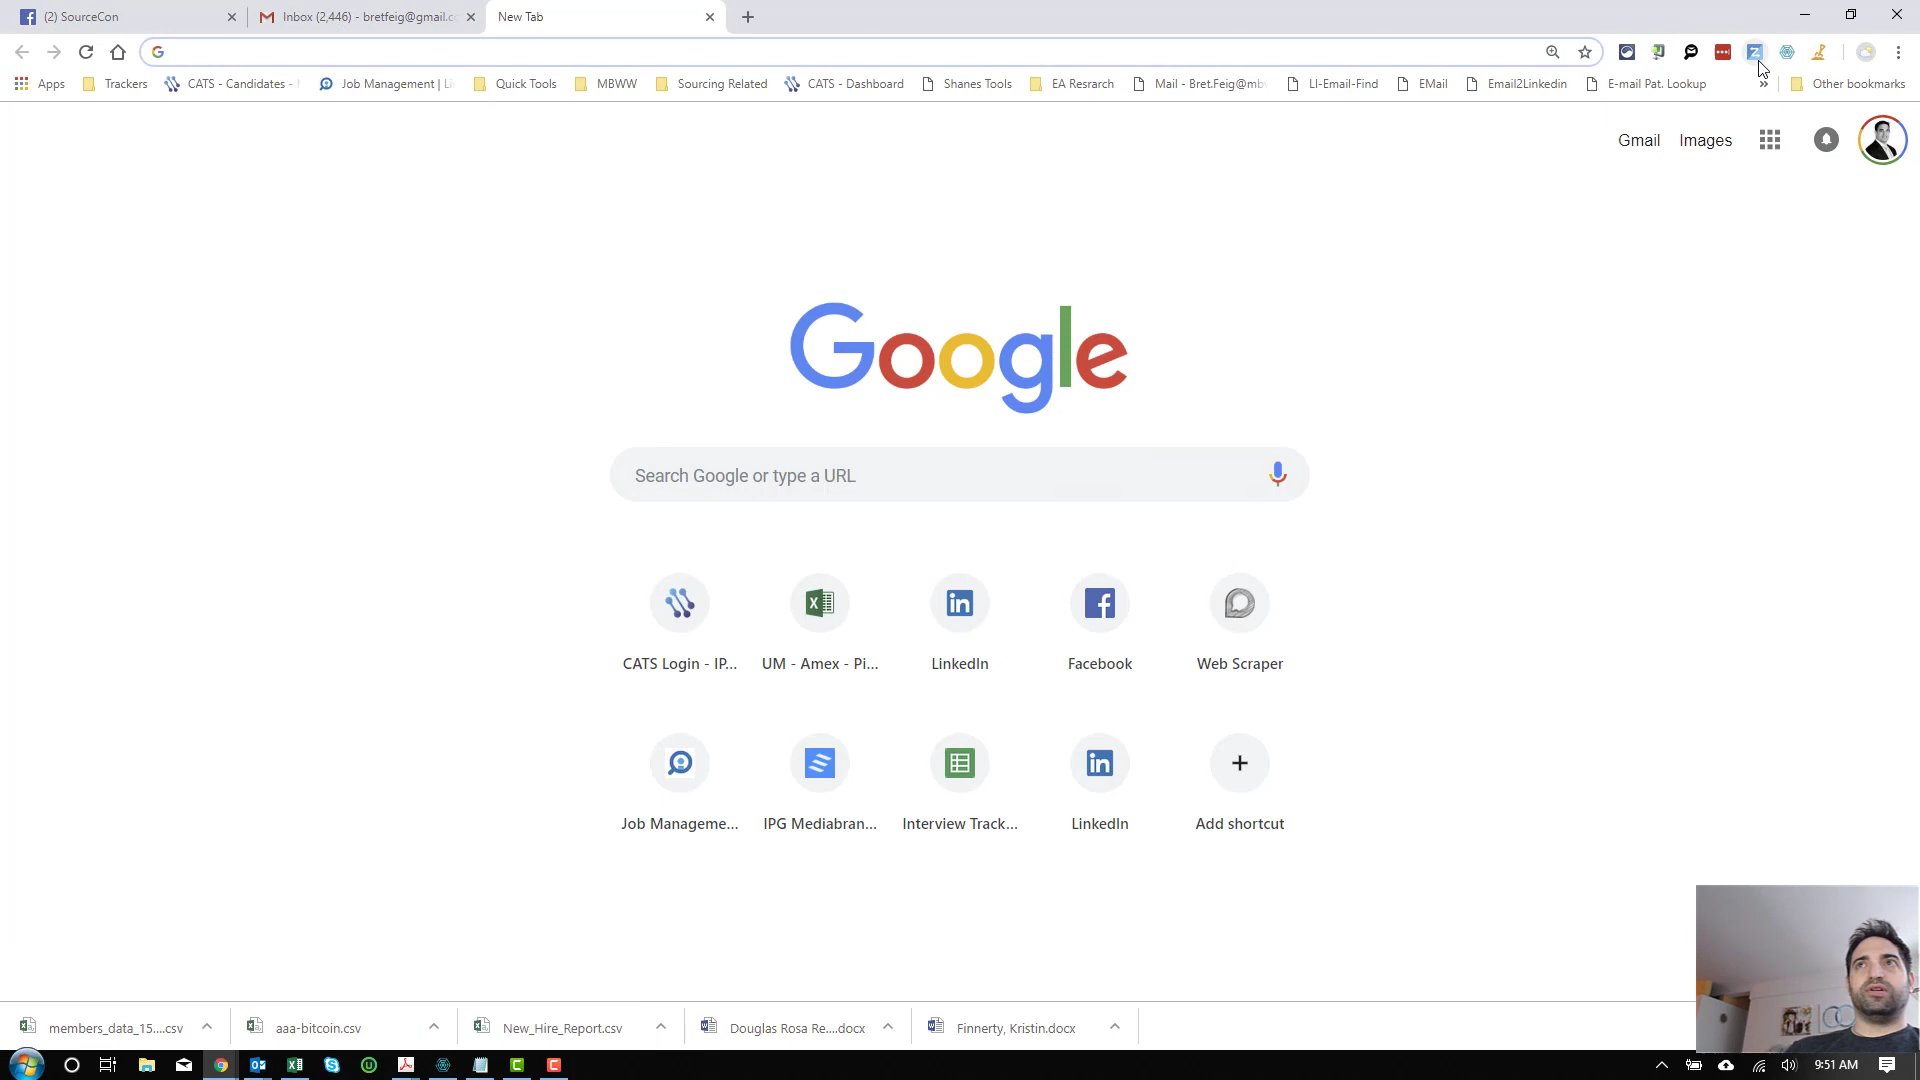 (2) SourceCon
Inbox (2,446) - bretfeig@gmail.c
New Tab
Apps
Trackers
CATS - Candidates -
Job Management | Li
Quick Tools
MBWW
Sourcing Related
CATS - Dashboard
Shanes Tools
EA Resrarch
Mail - Bret.Feig@mb
LI-Email-Find
EMail
Email2Linkedin
E-mail Pat. Lookup
»
Other bookmarks
Gmail
Images
Google
Search Google or type a URL
CATS Login - IP...
UM - Amex - Pi...
LinkedIn
Facebook
Web Scraper
Job Manageme...
IPG Mediabran...
Interview Track...
LinkedIn
Add shortcut
members_data_15....csv
aaa-bitcoin.csv
New_Hire_Report.csv
Douglas Rosa Re....docx
Finnerty, Kristin.docx
9:51 AM